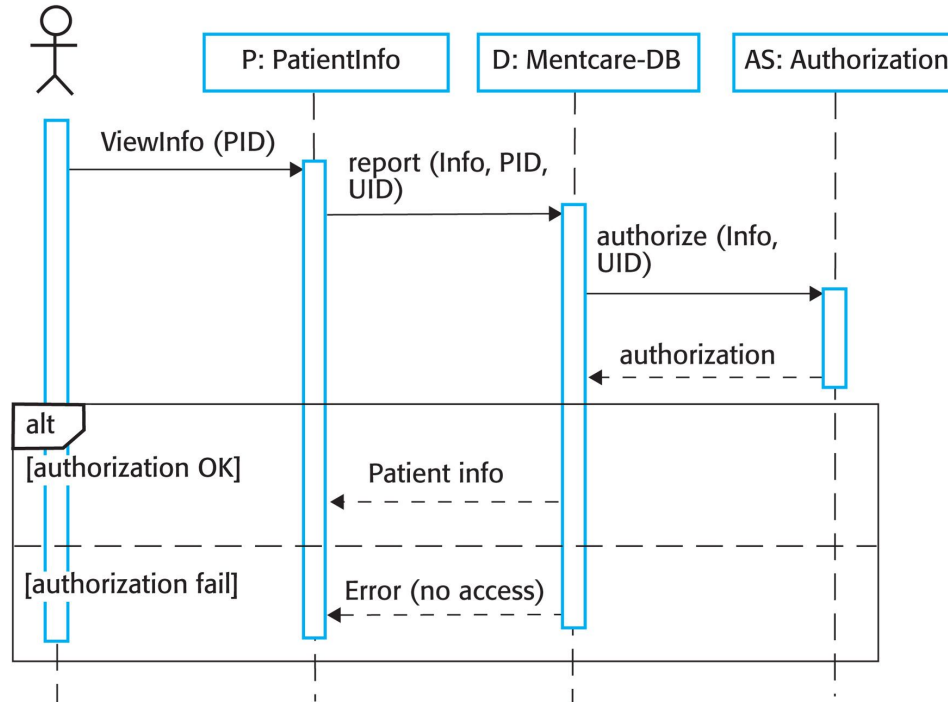 P: PatientInfo
D: Mentcare-DB
AS: Authorization
ViewInfo (PID)
report (Info, PID,
UID)
authorize (Info,
UID)
authorization
alt
[authorization OK]
Patient info
[authorization fail]
Error (no access)